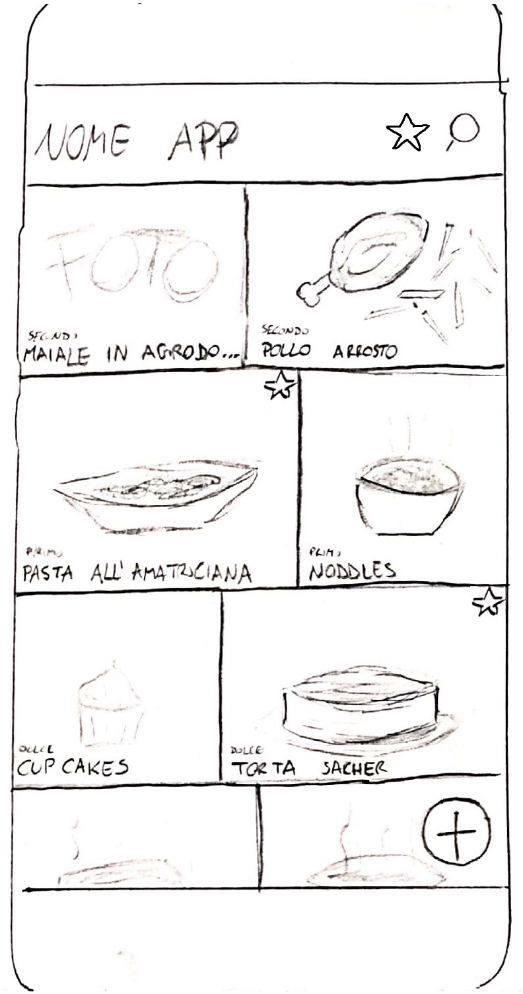 NOME APP
FOTO
SECONDO
MAIALE IN AGRODO...
SECONDO
POLLO ARROSTO
PRIMO
PASTA ALL'AMATRICIANA
PRIMO
NODDLES
DOLCE
CUP CAKES
DOLCE
TORTA SACHER